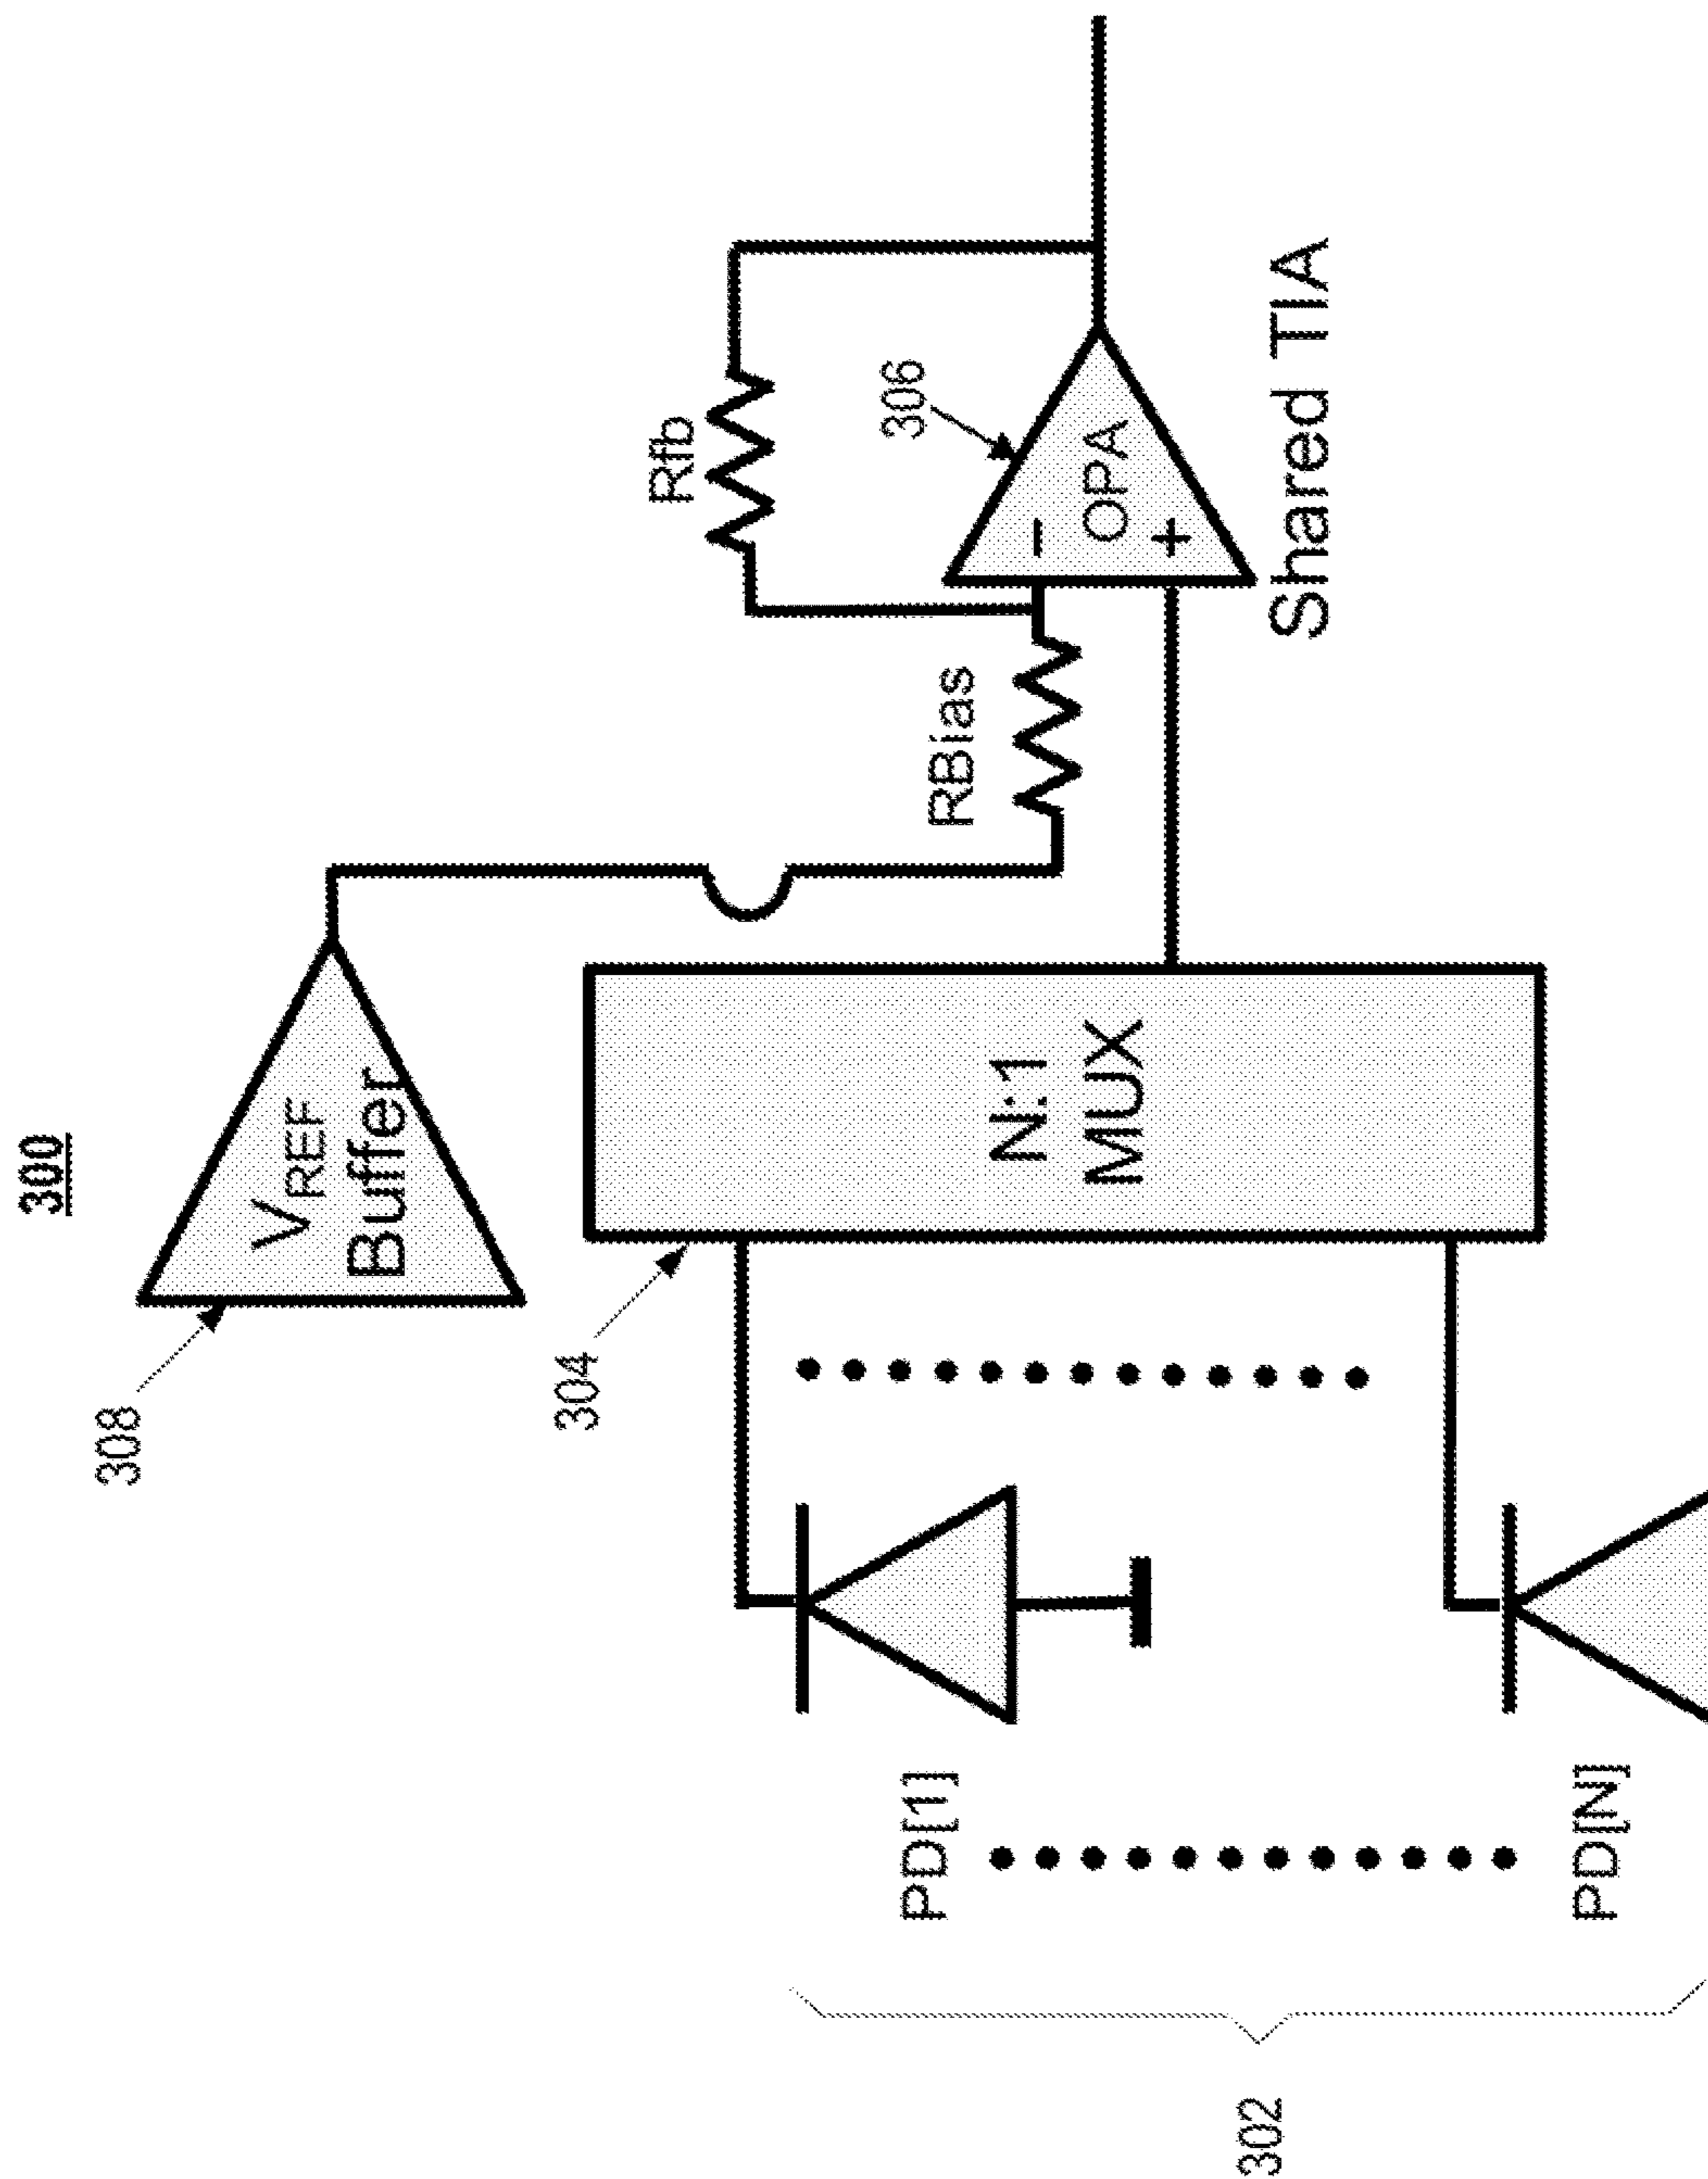 300
308
V REF
Buffer
304
N:1
MUX
Rfb
RBias
306
−
OPA
+
Shared TIA
PD[1]
PD[N]
302